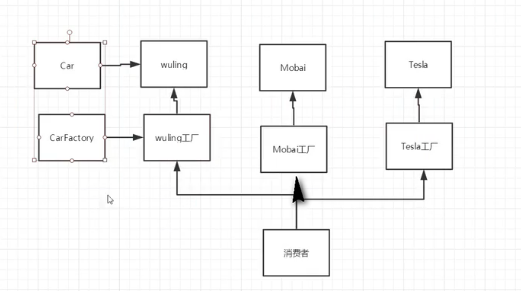 Car
wuling
Mobai
Tesla
CarFactory
wuling工厂
Mobai工厂
Tesla工厂
消费者